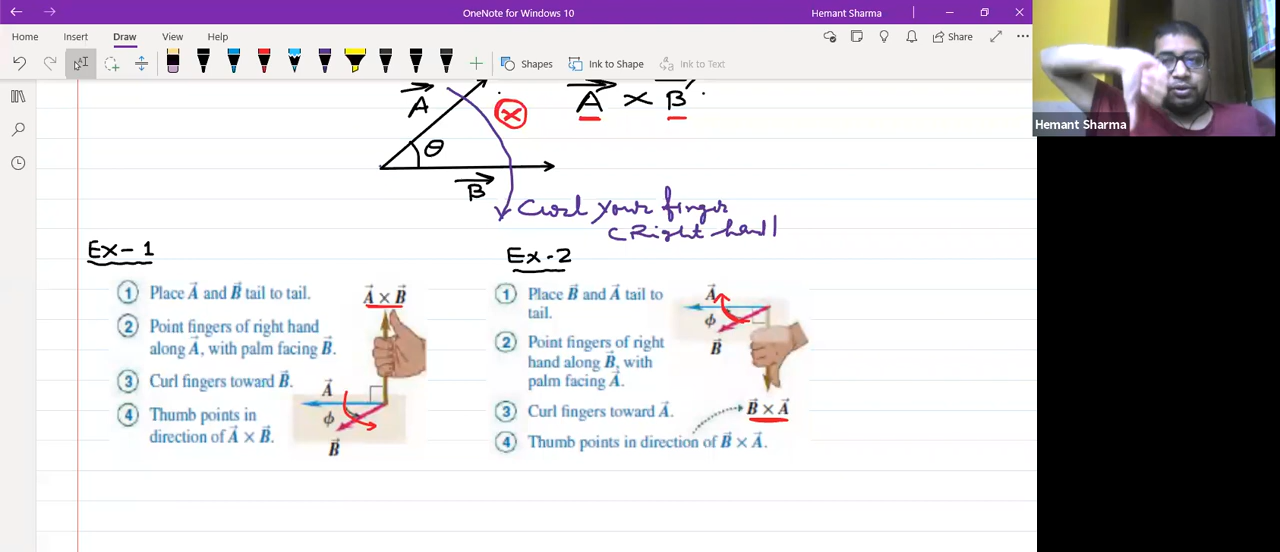 OneNote for Windows 10
Hemant Sharma
Home Insert Draw View Help
Share
Shapes Ink to Shape Ink to Text
A
θ
B
A × B
Curl your finger
(Right hand)
Hemant Sharma
Ex-1
1 Place A⃗ and B⃗ tail to tail.
2 Point fingers of right hand
along A⃗, with palm facing B⃗.
3 Curl fingers toward B⃗.
4 Thumb points in
direction of A⃗ × B⃗.
A⃗ × B⃗
A⃗
ϕ
B⃗
Ex-2
1 Place B⃗ and A⃗ tail to
tail.
2 Point fingers of right
hand along B⃗, with
palm facing A⃗.
3 Curl fingers toward A⃗.
4 Thumb points in direction of B⃗ × A⃗.
A⃗
ϕ
B⃗
B⃗ × A⃗